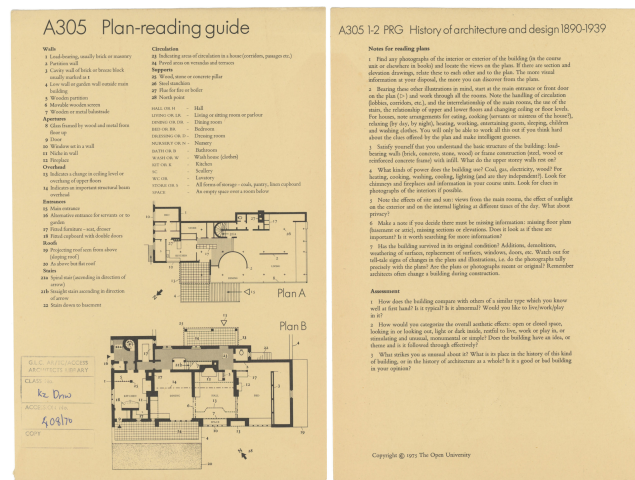 A305 Plan-reading guide
Walls
1 Load-bearing, usually brick or masonry
2 Partition wall
3 Cavity wall of brick or breeze block
usually marked at 1
4 Low wall or garden wall outside main
building
5 Wooden partition
6 Movable wooden screen
7 Wooden or metal balustrade
Apertures
8 Glass framed by wood and metal from
floor up
9 Door
10 Window set in a wall
11 Niche in wall
12 Fireplace
Overhead
13 Indicates a change in ceiling level or
overhang of upper floors
14 Indicates an important structural beam
overhead
Entrances
15 Main entrance
16 Alternative entrance for servants or to
garden
17 Fitted furniture – seat, dresser
18 Fitted cupboard with double doors
Roofs
19 Projecting roof seen from above
[sloping roof]
20 As above but flat roof
Stairs
21a Spiral stair (ascending in direction of
arrow)
21b Straight stairs ascending in direction
of arrow
22 Stairs down to basement
Circulation
23 Indicating areas of circulation in a house (corridors, passages etc.)
24 Paved areas on verandas and terraces
Supports
25 Wood, stone or concrete pillar
26 Steel stanchion
27 Flue for fire or boiler
28 North point
HALL OR H – Hall
LIVING OR LR – Living or sitting room or parlour
DINING OR DR – Dining room
BED OR BR – Bedroom
DRESSING OR D – Dressing room
NURSERY OR N – Nursery
BATH OR B – Bathroom
WASH OR W – Wash house (clothes)
KIT OR K – Kitchen
SC – Scullery
WC OR – Lavatory
STORE OR S – All forms of storage – coals, pantry, linen cupboard
SPACE – An empty space over a room below
Plan A
Plan B
CLASS No.
ACCESSION No.
408170
COPY
A305 1-2 PRG History of architecture and design 1890-1939
Notes for reading plans
1 Find any photographs of the interior or exterior of the building (in the course
unit or elsewhere in books) and locate the views on the plans. If there are section and
elevation drawings, relate these to each other and to the plan. The more visual
information at your disposal, the more you can discover from the plans.
2 Bearing these other illustrations in mind, start at the main entrance or front door
on the plan (▷) and work through all the rooms. Note the handling of circulation
(lobbies, corridors, etc.), and the interrelationship of the main rooms, the use of the
stairs, the relationship of upper and lower floors and changing ceiling or floor levels.
For houses, note arrangements for eating, cooking (servants or mistress of the house?),
relaxing (by day, by night), heating, working, entertaining guests, sleeping, children
and washing clothes. You will only be able to work all this out if you think hard
about the clues offered by the plan and make intelligent guesses.
3 Satisfy yourself that you understand the basic structure of the building: load-
bearing walls (brick, concrete, stone, wood) or frame construction (steel, wood or
reinforced concrete frame) with infill. What do the upper storey walls rest on?
4 What kinds of power does the building use? Coal, gas, electricity, wood? For
heating, cooking, washing, cooling, lighting (and are they independent?). Look for
chimneys and fireplaces and information in your course units. Look for clues in
photographs of the interiors if possible.
5 Note the effects of site and sun: views from the main rooms, the effect of sunlight
on the exterior and on the internal lighting at different times of the day. What about
privacy?
6 Make a note if you decide there must be missing information: missing floor plans
(basement or attic), missing sections or elevations. Does it look as if these are
important? Is it worth searching for more information?
7 Has the building survived in its original condition? Additions, demolitions,
weathering of surfaces, replacement of surfaces, windows, doors, etc. Watch out for
tell-tale signs of changes in the plans and illustrations, i.e. do the photographs tally
precisely with the plans? Are the plans or photographs recent or original? Remember
architects often change a building during construction.
Assessment
1 How does the building compare with others of a similar type which you know
well at first hand? Is it typical? Is it abnormal? Would you like to live/work/play
in it?
2 How would you categorize the overall aesthetic effects: open or closed space,
looking in or looking out, light or dark inside, restful to live, work or play in, or
stimulating and unusual, monumental or simple? Does the building have an idea, or
theme and is it followed through effectively?
3 What strikes you as unusual about it? What is its place in the history of this kind
of building, or in the history of architecture as a whole? Is it a good or bad building
in your opinion?
Copyright © 1975 The Open University